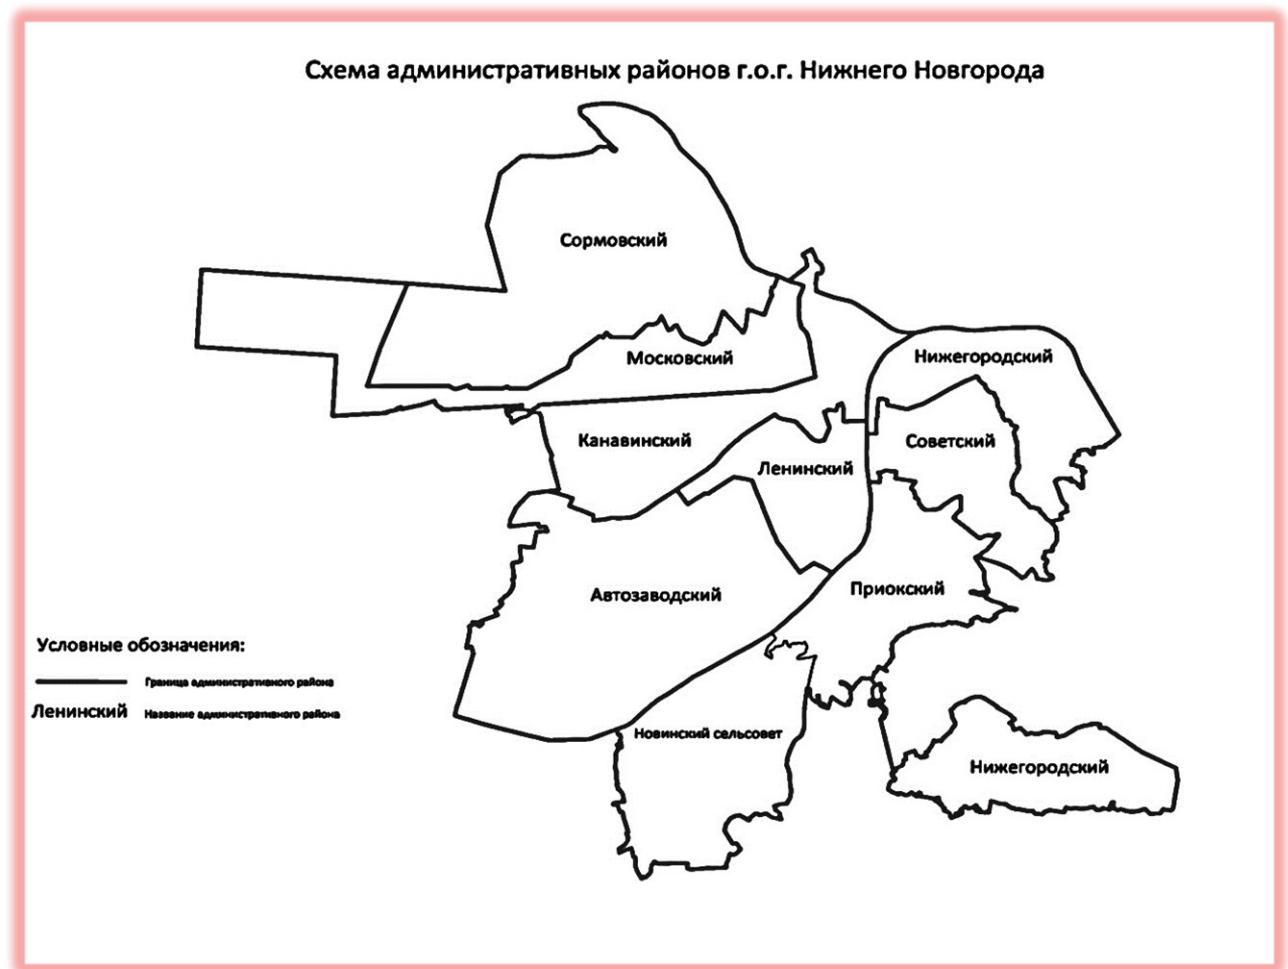 Схема административных районов г.о.г. Нижнего Новгорода
Сормовский
Московский
Нижегородский
Канавинский
Советский
Ленинский
Автозаводский
Приокский
Условные обозначения:
Граница административного района
Ленинский Название административного района
Новинский сельсовет
Нижегородский